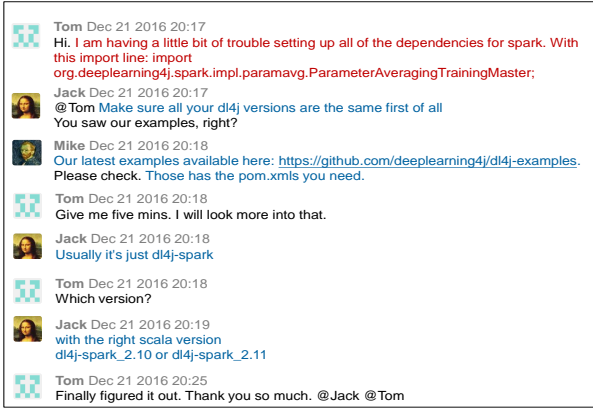 Tom Dec 21 2016 20:17
Hi. I am having a little bit of trouble setting up all of the dependencies for spark. With
this import line: import
org.deeplearning4j.spark.impl.paramavg.ParameterAveragingTrainingMaster;
Jack Dec 21 2016 20:17
@Tom Make sure all your dl4j versions are the same first of all
You saw our examples, right?
Mike Dec 21 2016 20:18
Our latest examples available here: https://github.com/deeplearning4j/dl4j-examples.
Please check. Those has the pom.xmls you need.
Tom Dec 21 2016 20:18
Give me five mins. I will look more into that.
Jack Dec 21 2016 20:18
Usually it's just dl4j-spark
Tom Dec 21 2016 20:18
Which version?
Jack Dec 21 2016 20:19
with the right scala version
dl4j-spark_2.10 or dl4j-spark_2.11
Tom Dec 21 2016 20:25
Finally figured it out. Thank you so much. @Jack @Tom